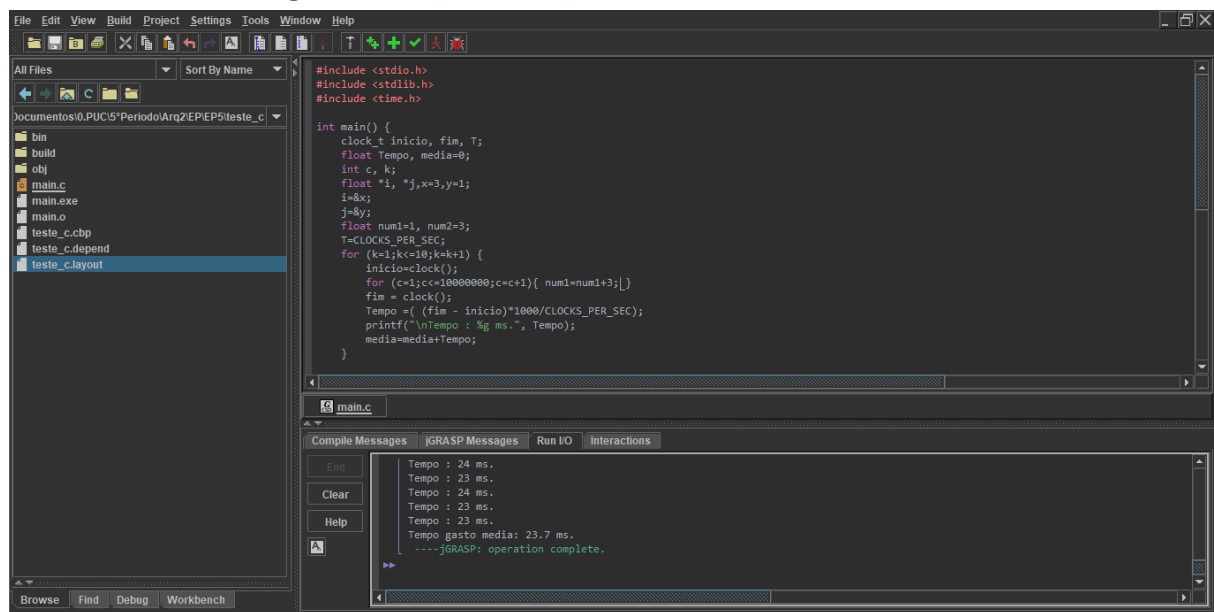 File Edit View Build Project Settings Tools Window Help
All Files Sort By Name
C
)ocumentos\0.PUC\5°Periodo\Arq2\EP\EP5\teste_c
bin
build
obj
main.c
main.exe
main.o
teste_c.cbp
teste_c.depend
teste_c.layout
Browse Find Debug Workbench
#include <stdio.h>
#include <stdlib.h>
#include <time.h>
int main() {
clock_t inicio, fim, T;
float Tempo, media=0;
int c, k;
float *i, *j,x=3,y=1;
i=&x;
j=&y;
float num1=1, num2=3;
T=CLOCKS_PER_SEC;
for (k=1;k<=10;k=k+1) {
inicio=clock();
for (c=1;c<=10000000;c=c+1){ num1=num1+3; }
fim = clock();
Tempo =( (fim - inicio)*1000/CLOCKS_PER_SEC);
printf("\nTempo : %g ms.", Tempo);
media=media+Tempo;
}
main.c
Compile Messages jGRASP Messages Run I/O Interactions
End
Clear
Help
A
Tempo : 24 ms.
Tempo : 23 ms.
Tempo : 24 ms.
Tempo : 23 ms.
Tempo : 23 ms.
Tempo gasto media: 23.7 ms.
----jGRASP: operation complete.